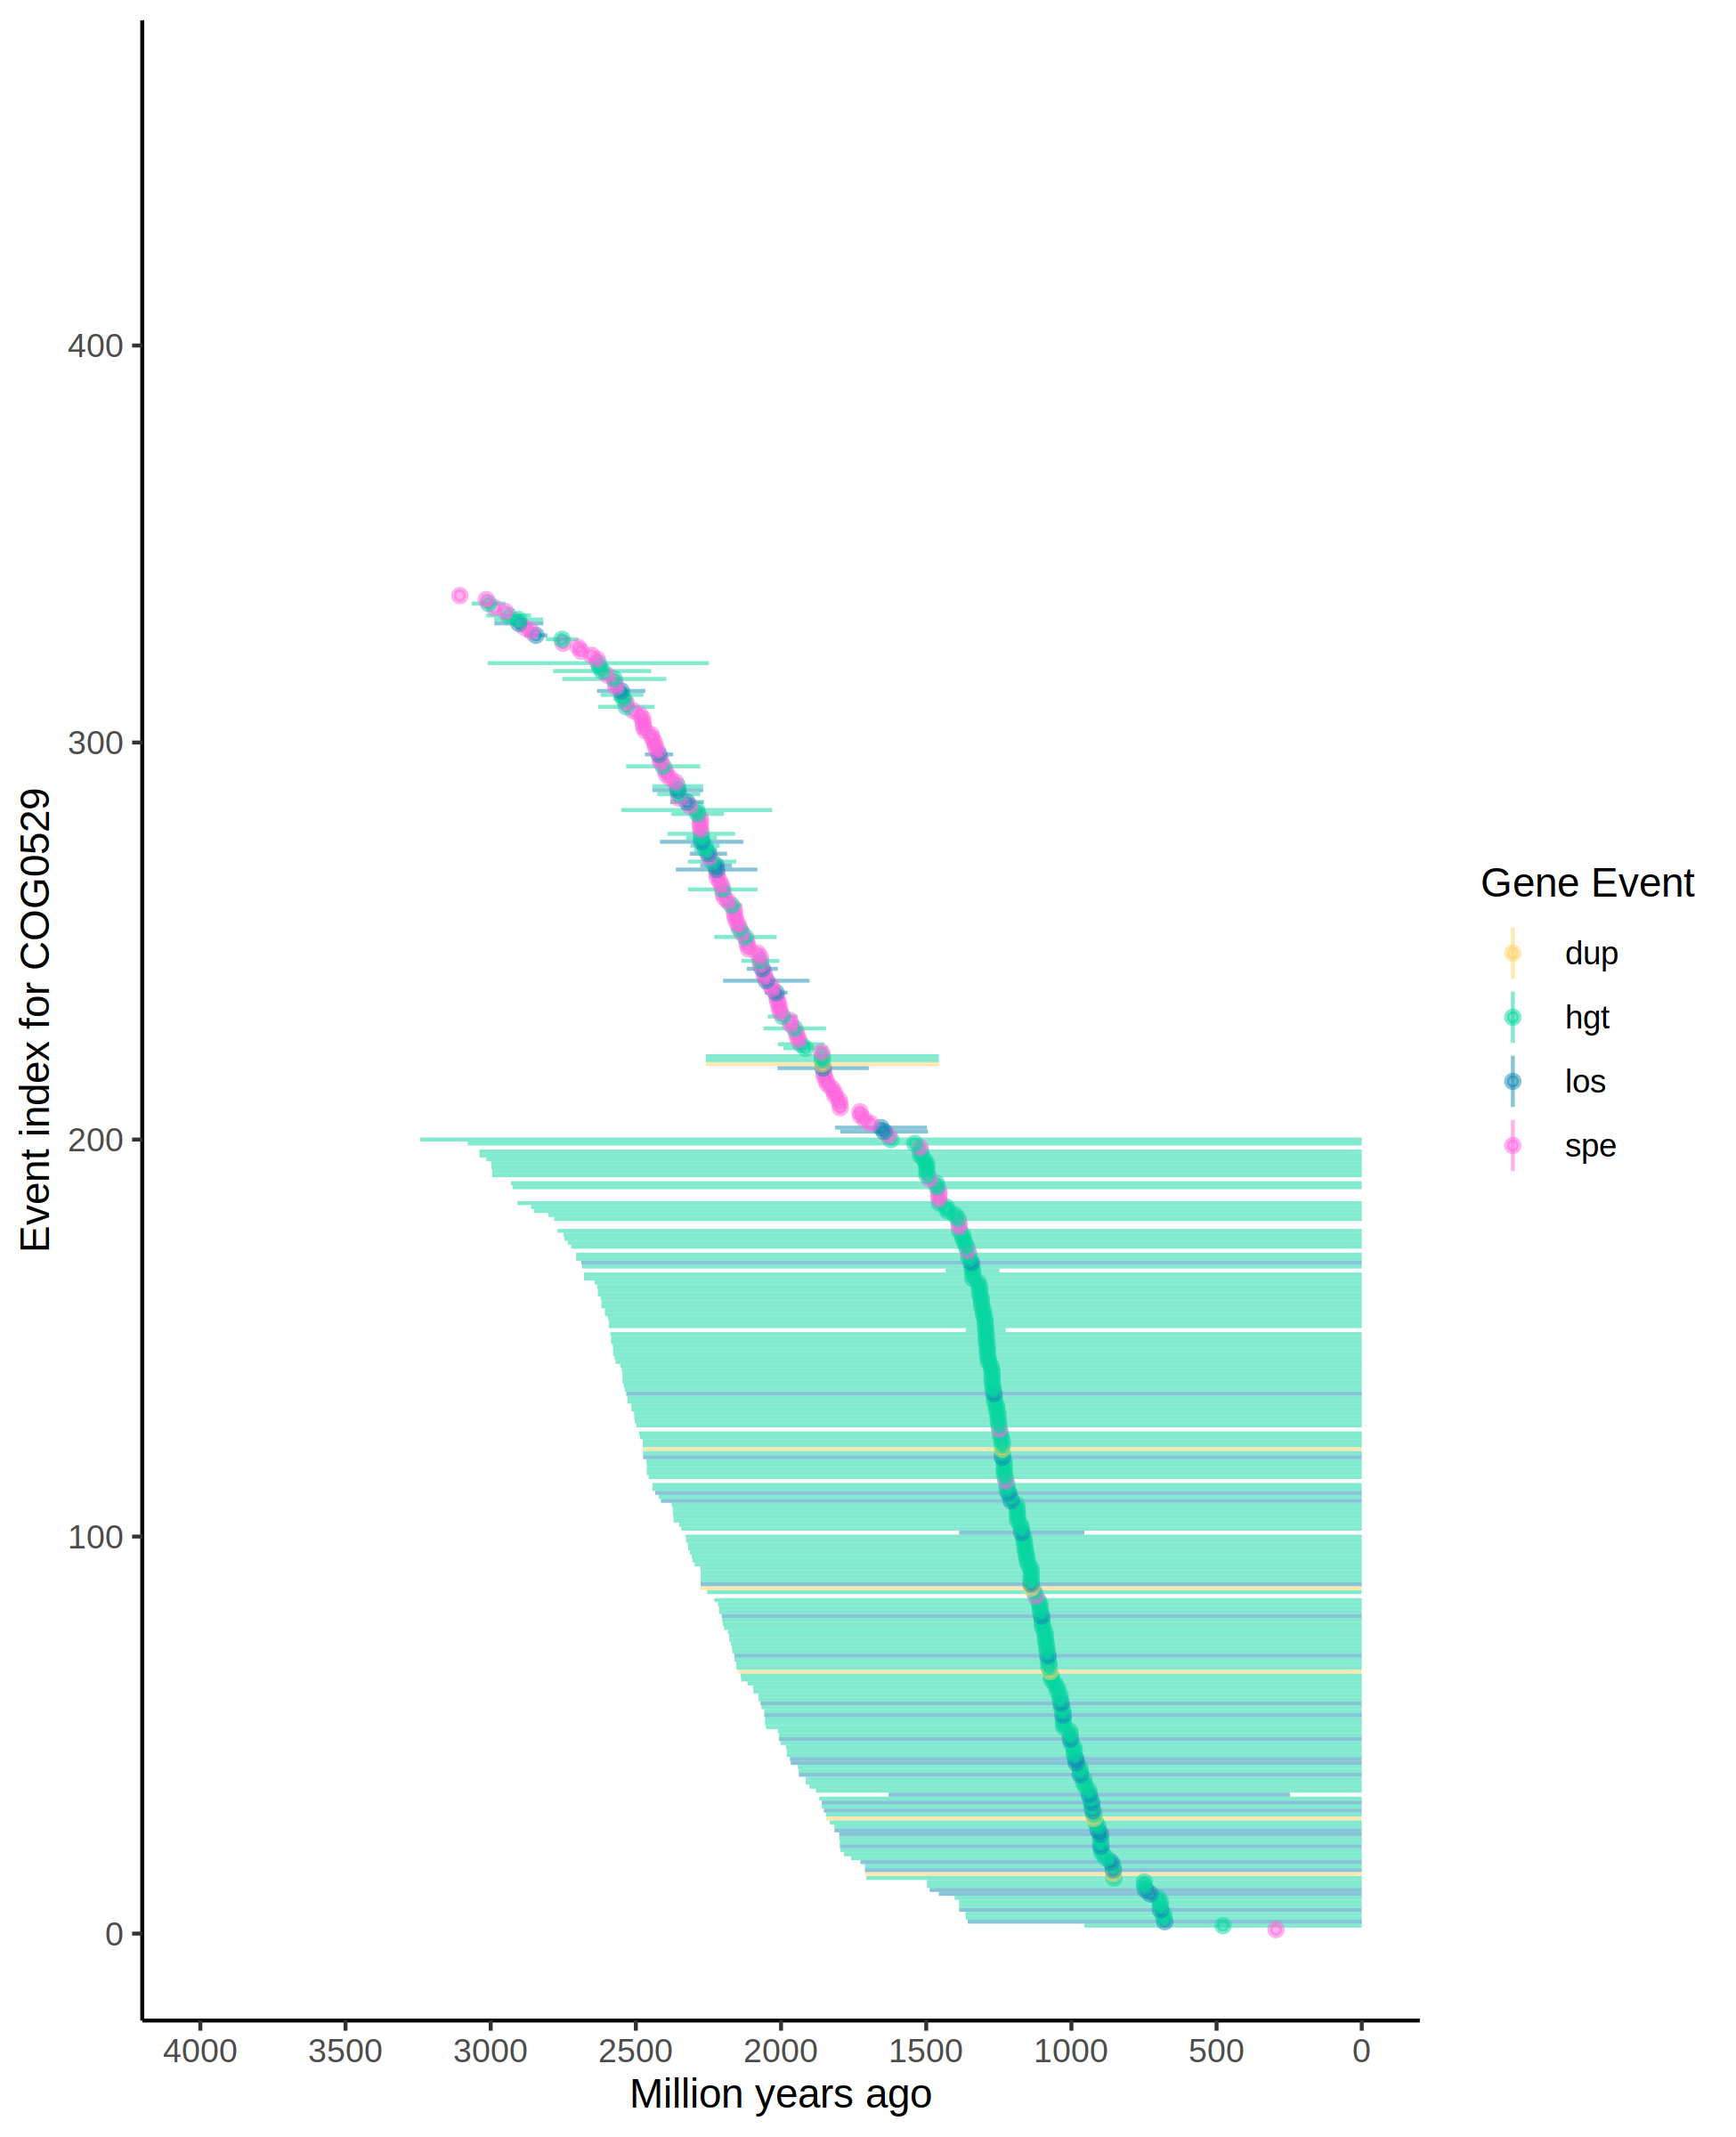 Event index for COG0529
400
300
200
100
0
4000 3500 3000 2500 2000 1500 1000 500 0
Million years ago
Gene Event
dup
hgt
los
spe